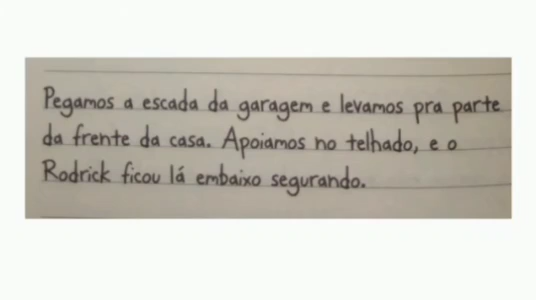 Pegamos a escada da garagem e levamos pra parte
da frente da casa. Apoiamos no telhado, e o
Rodrick ficou lá embaixo segurando.